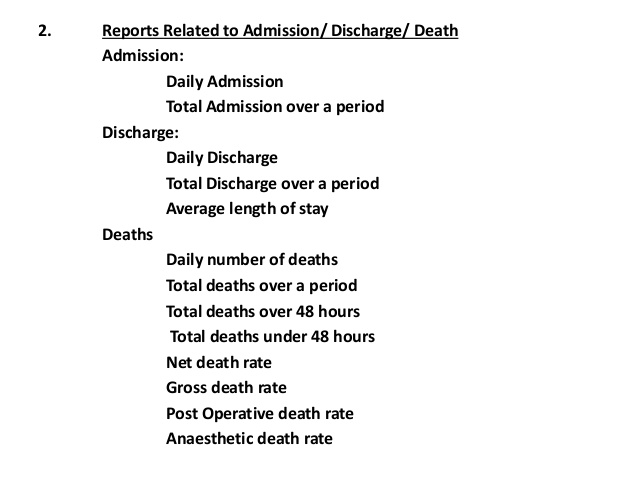 2. Reports Related to Admission/ Discharge/ Death
Admission:
Daily Admission
Total Admission over a period
Discharge:
Daily Discharge
Total Discharge over a period
Average length of stay
Deaths
Daily number of deaths
Total deaths over a period
Total deaths over 48 hours
Total deaths under 48 hours
Net death rate
Gross death rate
Post Operative death rate
Anaesthetic death rate